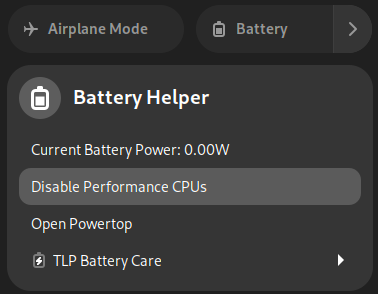 Airplane Mode
Battery
Battery Helper
Current Battery Power: 0.00W
Disable Performance CPUs
Open Powertop
TLP Battery Care